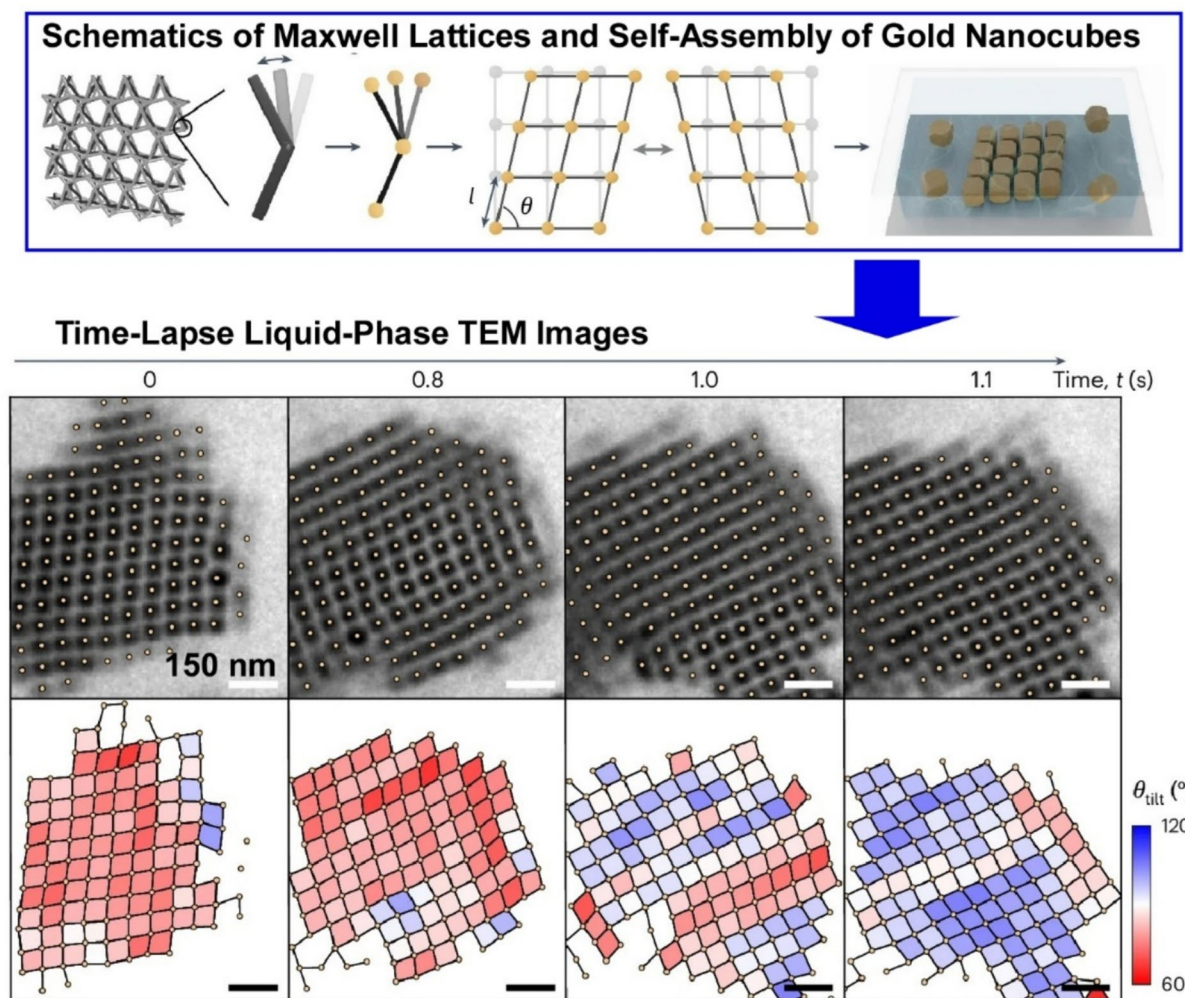 Schematics of Maxwell Lattices and Self-Assembly of Gold Nanocubes
l
θ
Time-Lapse Liquid-Phase TEM Images
0 0.8 1.0 1.1 Time, t (s)
150 nm
θtilt (°
120
60